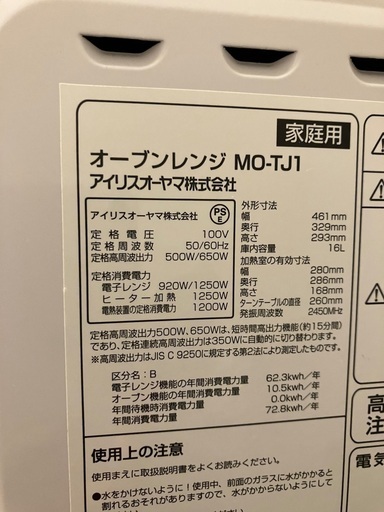 家庭用
オーブンレンジ MO-TJ1
アイリスオーヤマ株式会社
アイリスオーヤマ株式会社 PSE
定格電圧 100V
定格周波数 50/60Hz
定格高周波出力 500W/650W
定格消費電力
電子レンジ 920W/1250W
ヒーター加熱 1250W
電熱装置の定格消費電力 1200W
外形寸法
幅 461mm
奥行 329mm
高さ 293mm
庫内容量 16L
加熱室の有効寸法
幅 280mm
奥行 286mm
高さ 168mm
ターンテーブルの直径 260mm
発振周波数 2450MHz
定格高周波出力500W、650Wは、短時間高出力機能(約15分間)
であり、定格連続高周波出力は350Wに自動的に切り替わります。
※高周波出力はJIS C 9250に規定する第2法により測定したものです。
区分名:B
電子レンジ機能の年間消費電力量 62.3kwh/年
オーブン機能の年間消費電力量 10.5kwh/年
年間待機時消費電力量 0.0kwh/年
年間消費電力量 72.8kwh/年
使用上の注意
使用まえに取扱説明書をよくお読みください。
●水をかけないように!使用中、前面のガラスに水がかかると
割れるおそれがありますので、水がかからないようにしてく
高
注
電気